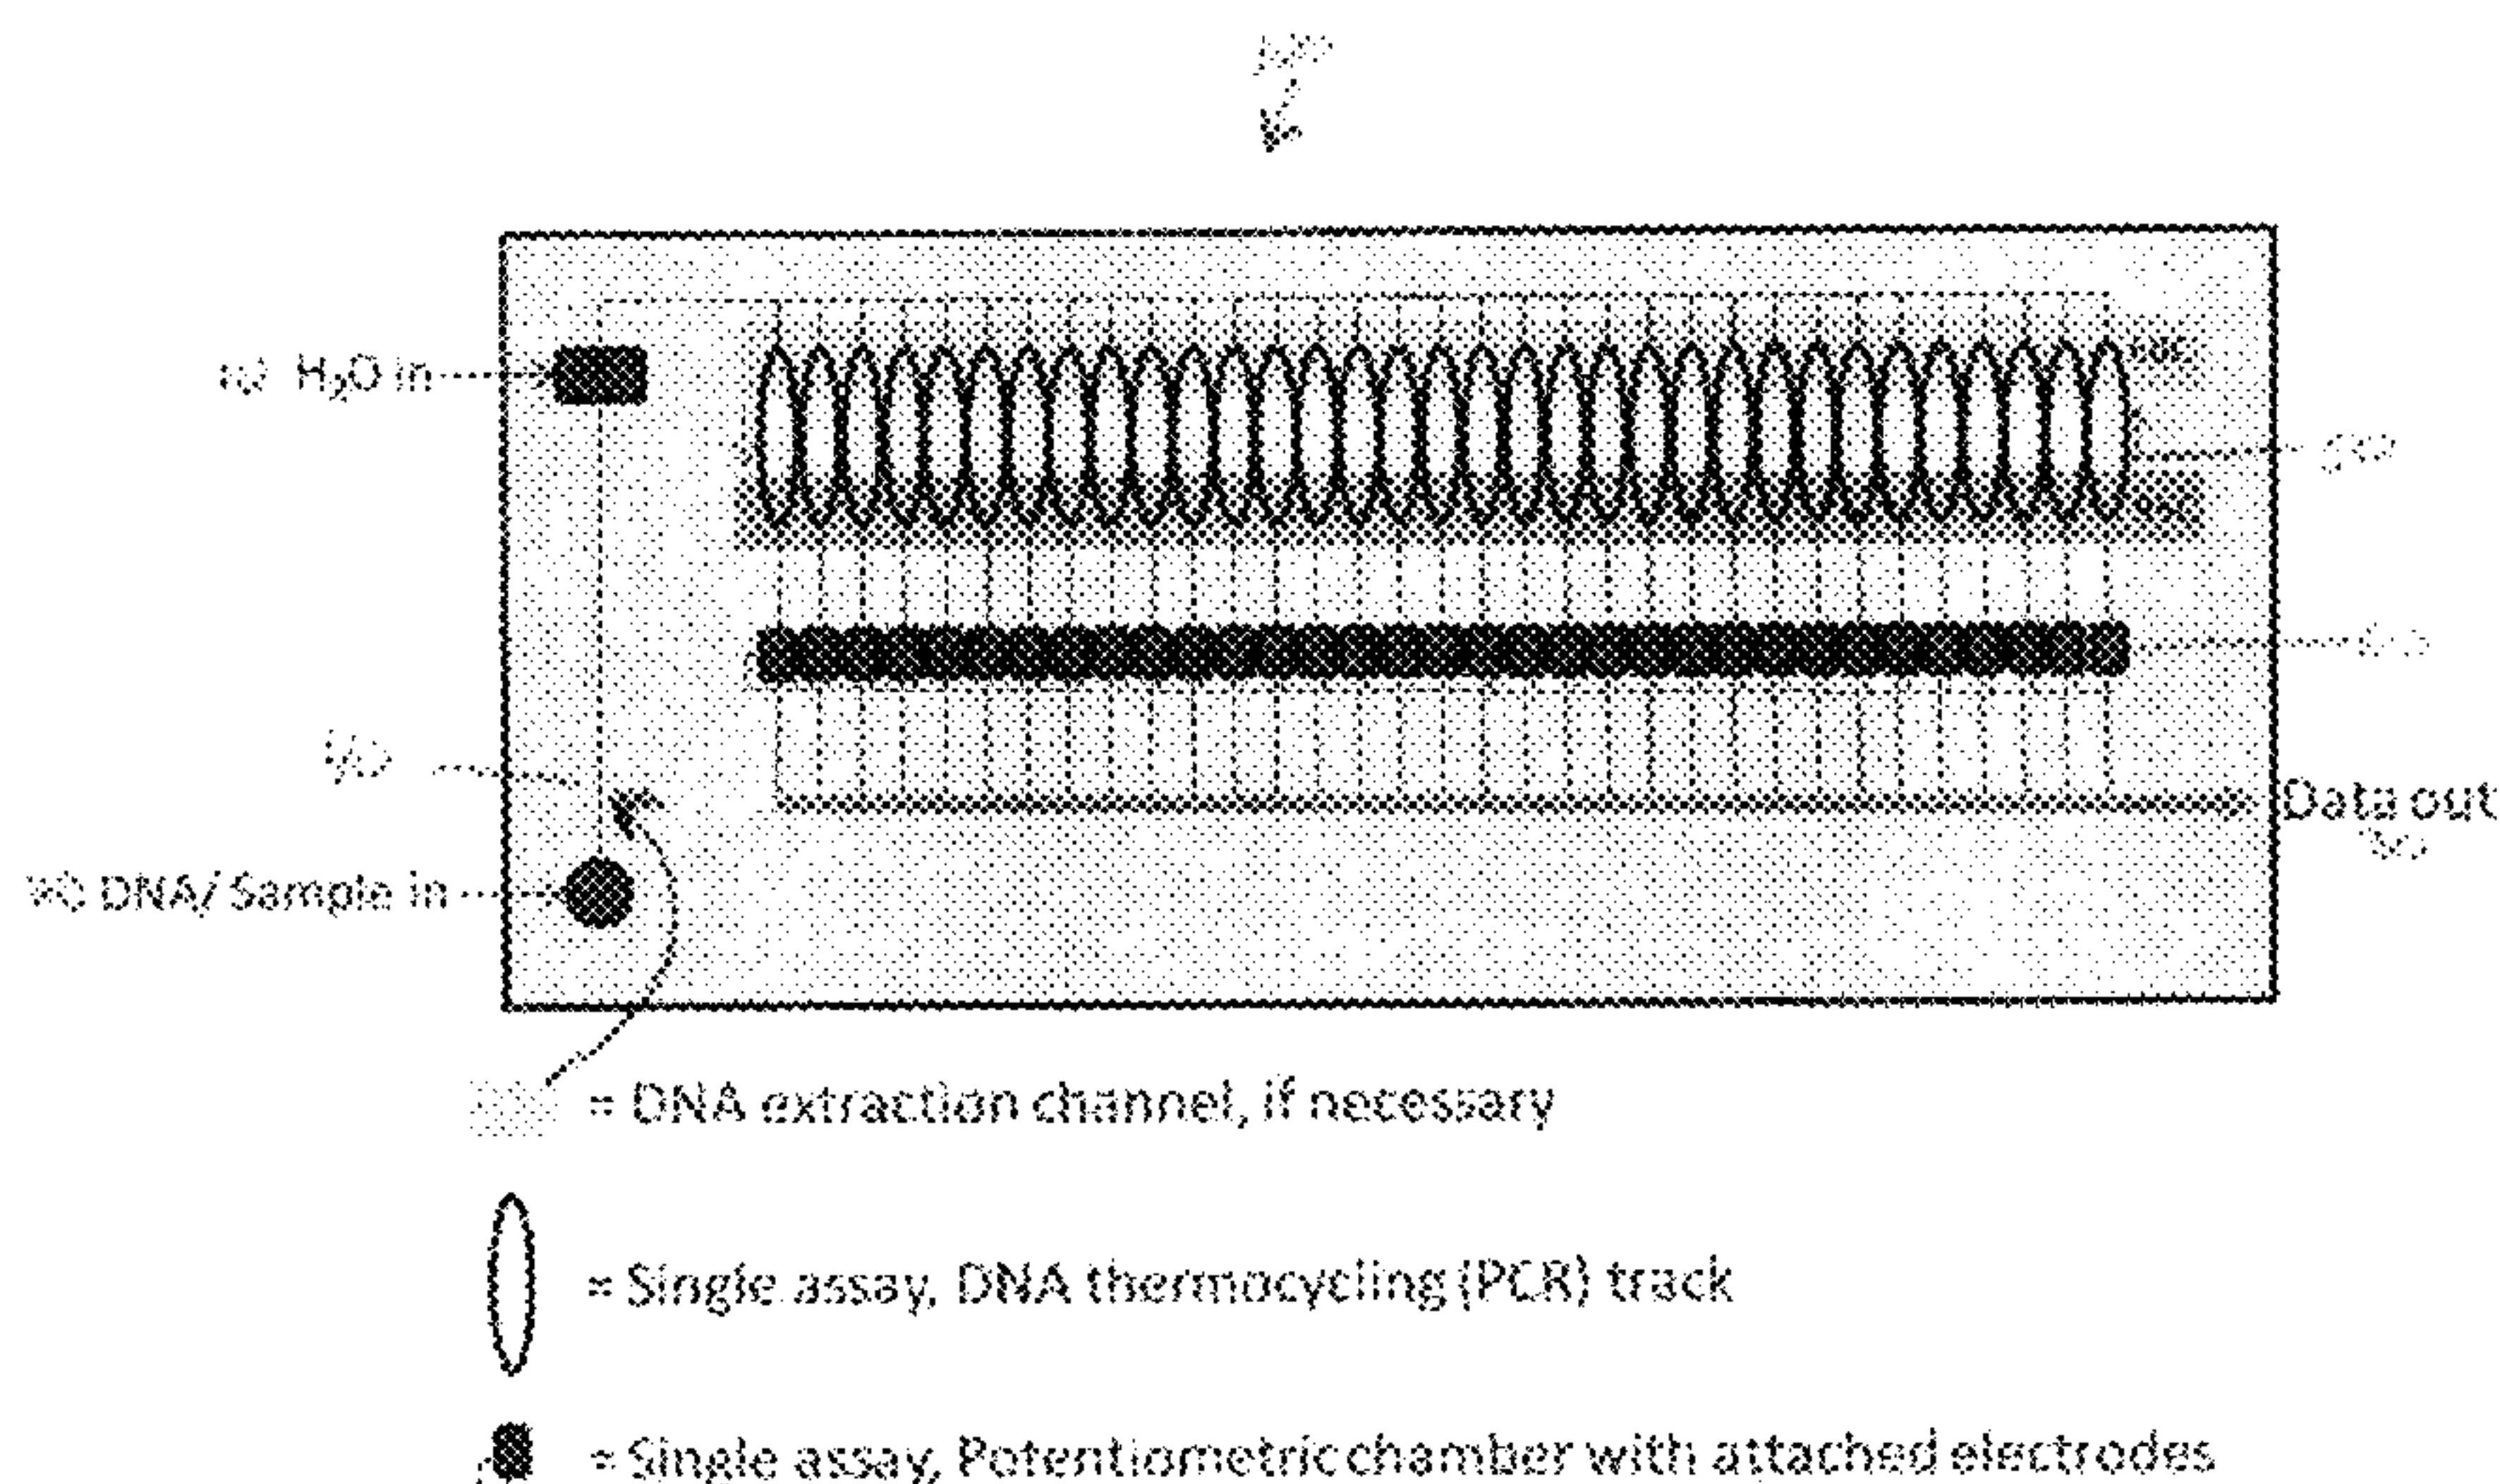 H₂O in
Data out
DNA/Sample in
= DNA extraction channel, if necessary
= Single assay, DNA thermocycling (PCR) track
= Single assay, Potentiometric chamber with attached electrodes